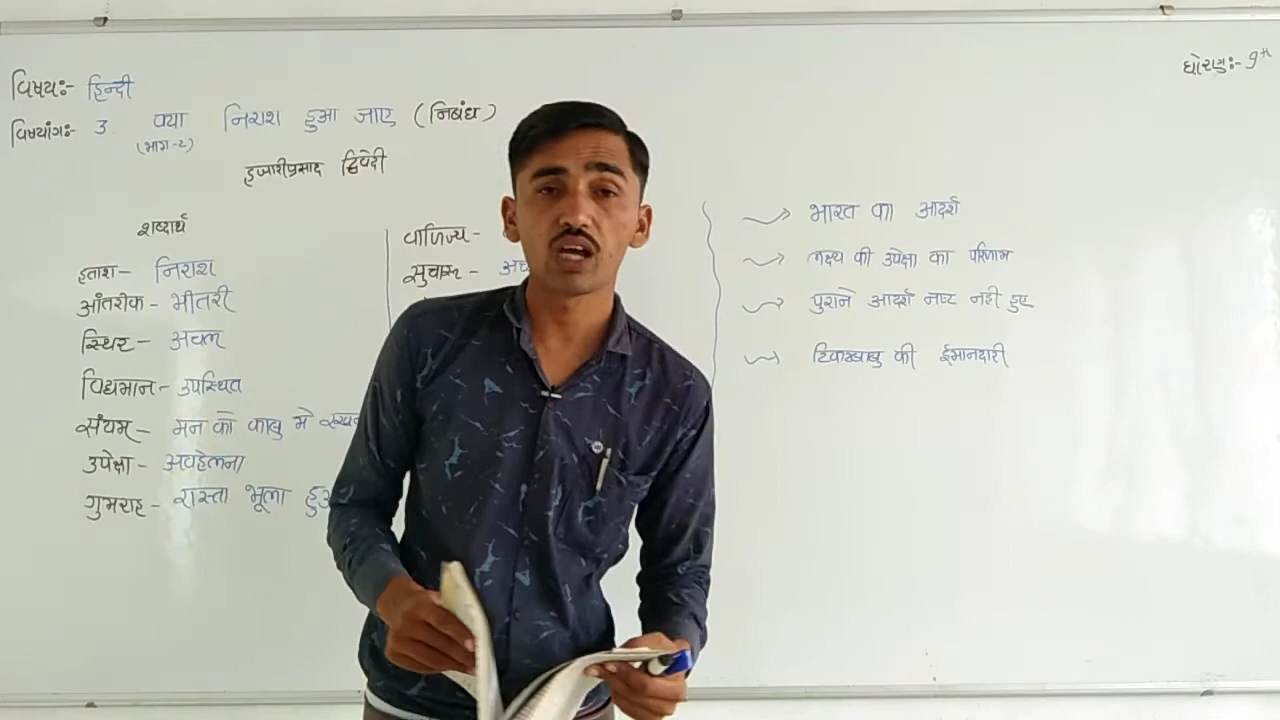 विषयः- हिन्दी
धोरणः- 9th
विषयांगः- 3. क्या निराश हुआ जाए (निबंध)
(भाग-2)
हजारीप्रसाद द्विवेदी
शब्दार्थ
हताश - निराश
आंतरीक - भीतरी
स्थिर - अचल
विद्यमान - उपस्थित
संयम - मन को काबु मे
उपेक्षा - अवहेलना
गुमराह - रास्ता भूला
वाणिज्य -
सुचारू -
भारत का आदर्श
लक्ष्य की उपेक्षा का परिणाम
पुराने आदर्श नष्ट नही हुए
टिकटबाबु की ईमानदारी